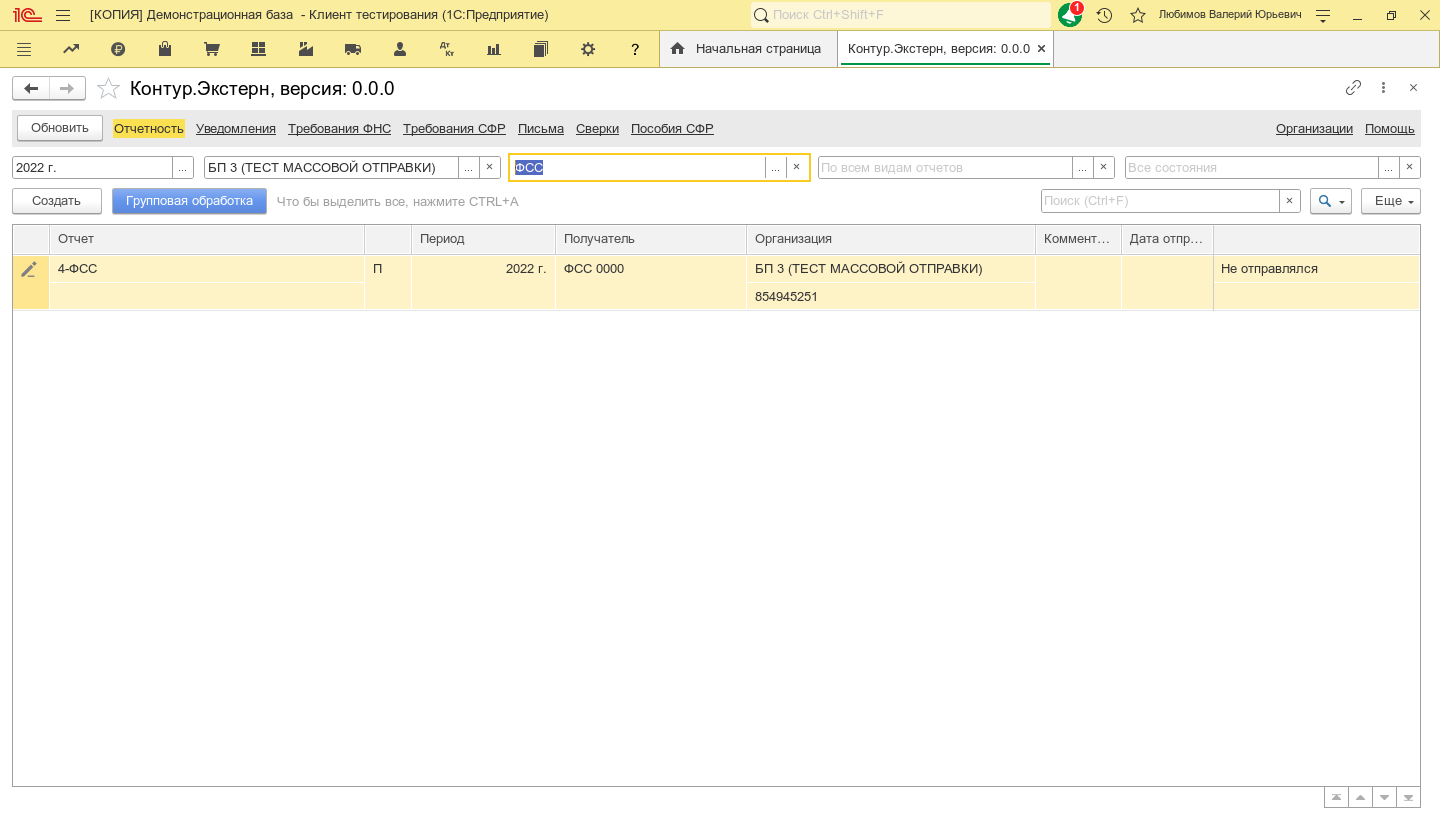 [КОПИЯ] Демонстрационная база - Клиент тестирования (1С:Предприятие)
Поиск Ctrl+Shift+F
1
Любимов Валерий Юрьевич
Дт
Кт
?
Начальная страница
Контур.Экстерн, версия: 0.0.0
Контур.Экстерн, версия: 0.0.0
Обновить
Отчетность
Уведомления
Требования ФНС
Требования СФР
Письма
Сверки
Пособия СФР
Организации
Помощь
2022 г.
...
БП 3 (ТЕСТ МАССОВОЙ ОТПРАВКИ)
...
ФСС
...
По всем видам отчетов
...
Все состояния
...
Создать
Групповая обработка
Что бы выделить все, нажмите CTRL+A
Поиск (Ctrl+F)
Еще
Отчет
Период
Получатель
Организация
Коммент...
Дата отпр...
4-ФСС
П
2022 г.
ФСС 0000
БП 3 (ТЕСТ МАССОВОЙ ОТПРАВКИ)
Не отправлялся
854945251